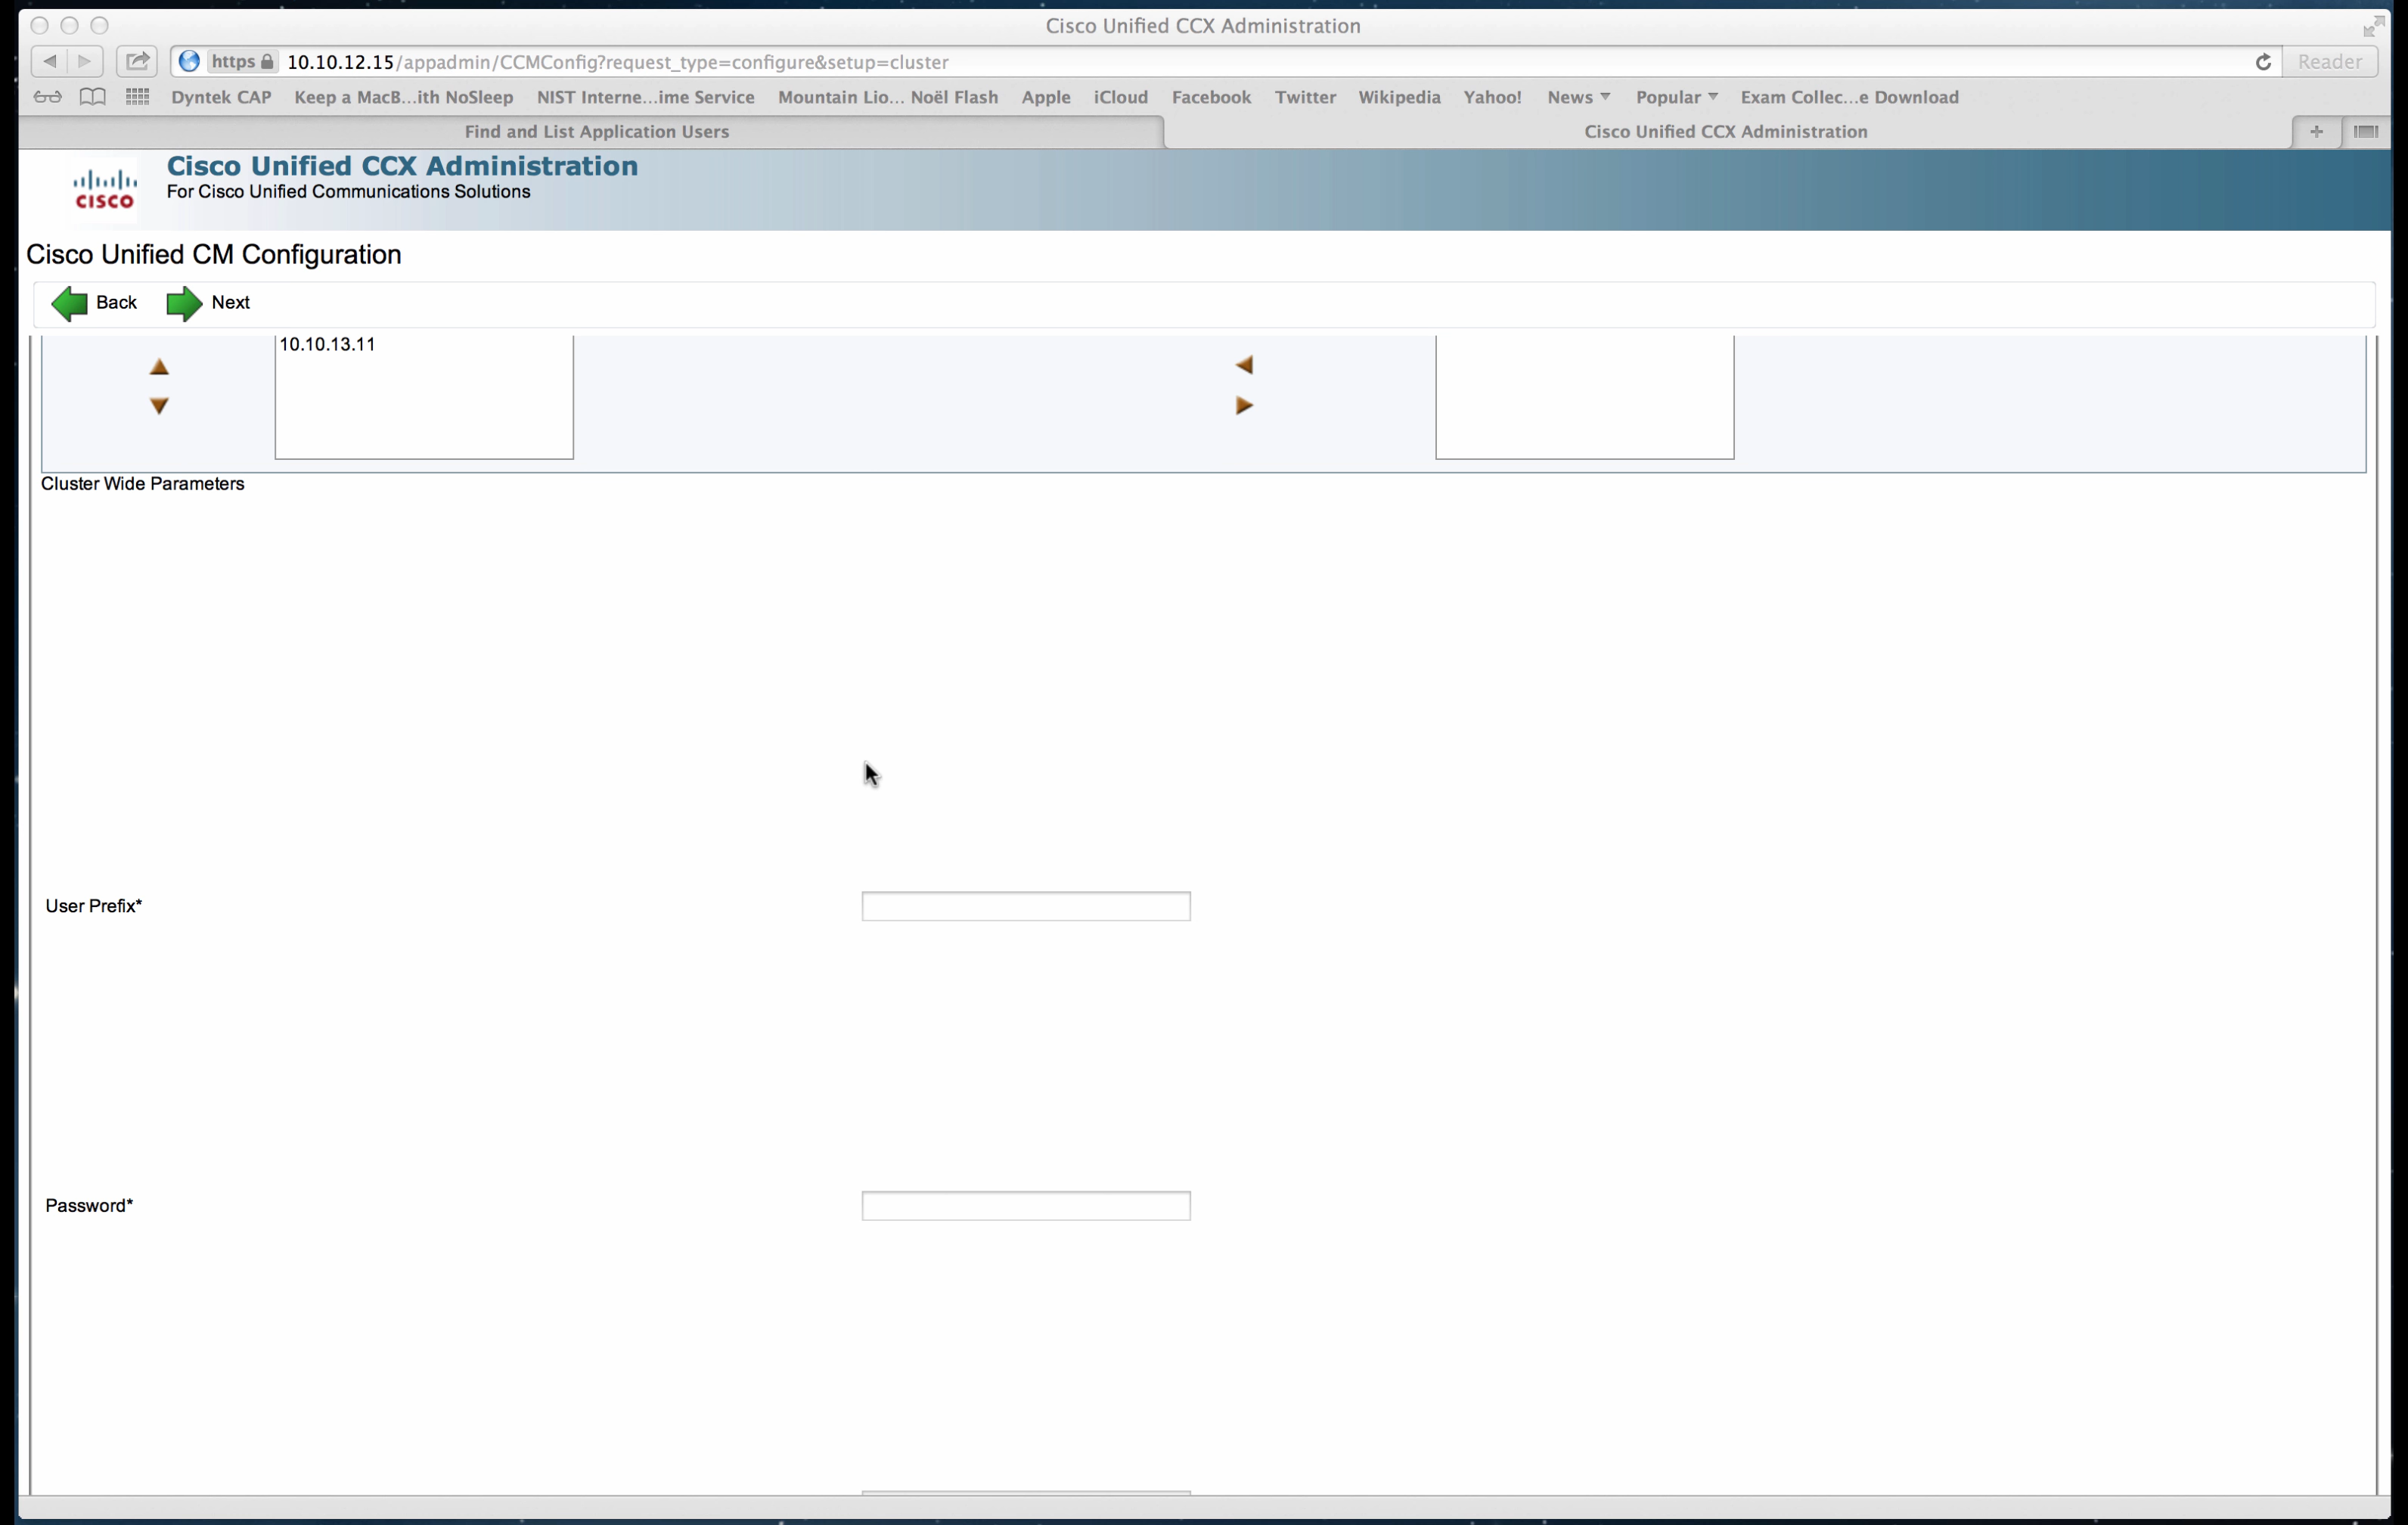 Cisco Unified CCX Administration
https 10.10.12.15/appadmin/CCMConfig?request_type=configure&setup=cluster Reader
Dyntek CAP Keep a MacB...ith NoSleep NIST Interne...ime Service Mountain Lio... Noël Flash Apple iCloud Facebook Twitter Wikipedia Yahoo! News Popular Exam Collec...e Download
Find and List Application Users Cisco Unified CCX Administration
Cisco Unified CCX Administration
For Cisco Unified Communications Solutions
CISCO
Cisco Unified CM Configuration
Back Next
10.10.13.11
Cluster Wide Parameters
User Prefix*
Password*